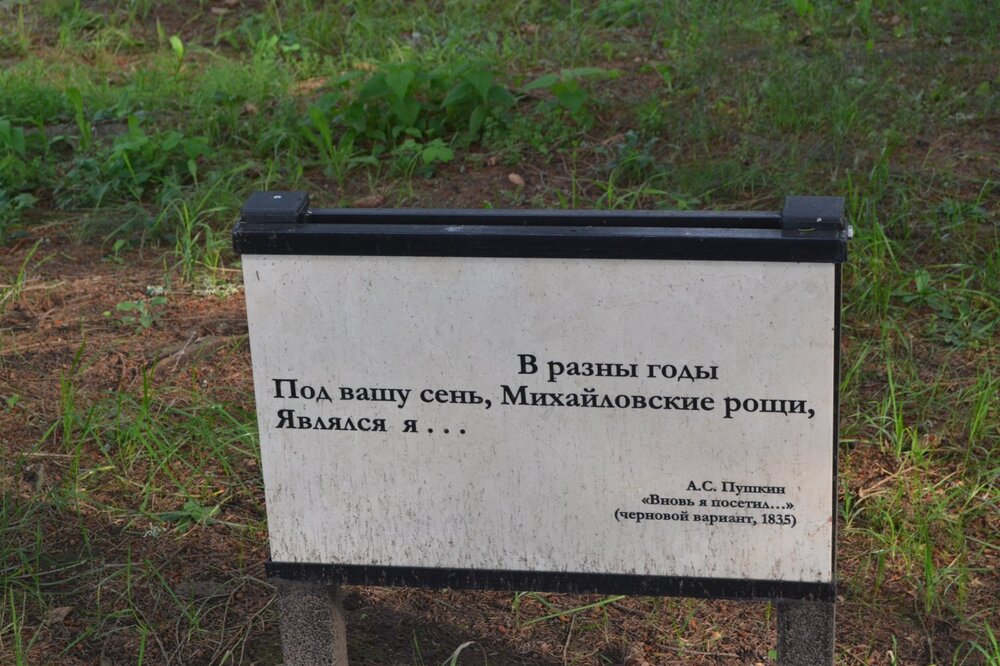 В разны годы
Под вашу сень, Михайловские рощи,
Являлся я . . .
А.С. Пушкин
«Вновь я посетил...»
(черновой вариант, 1835)